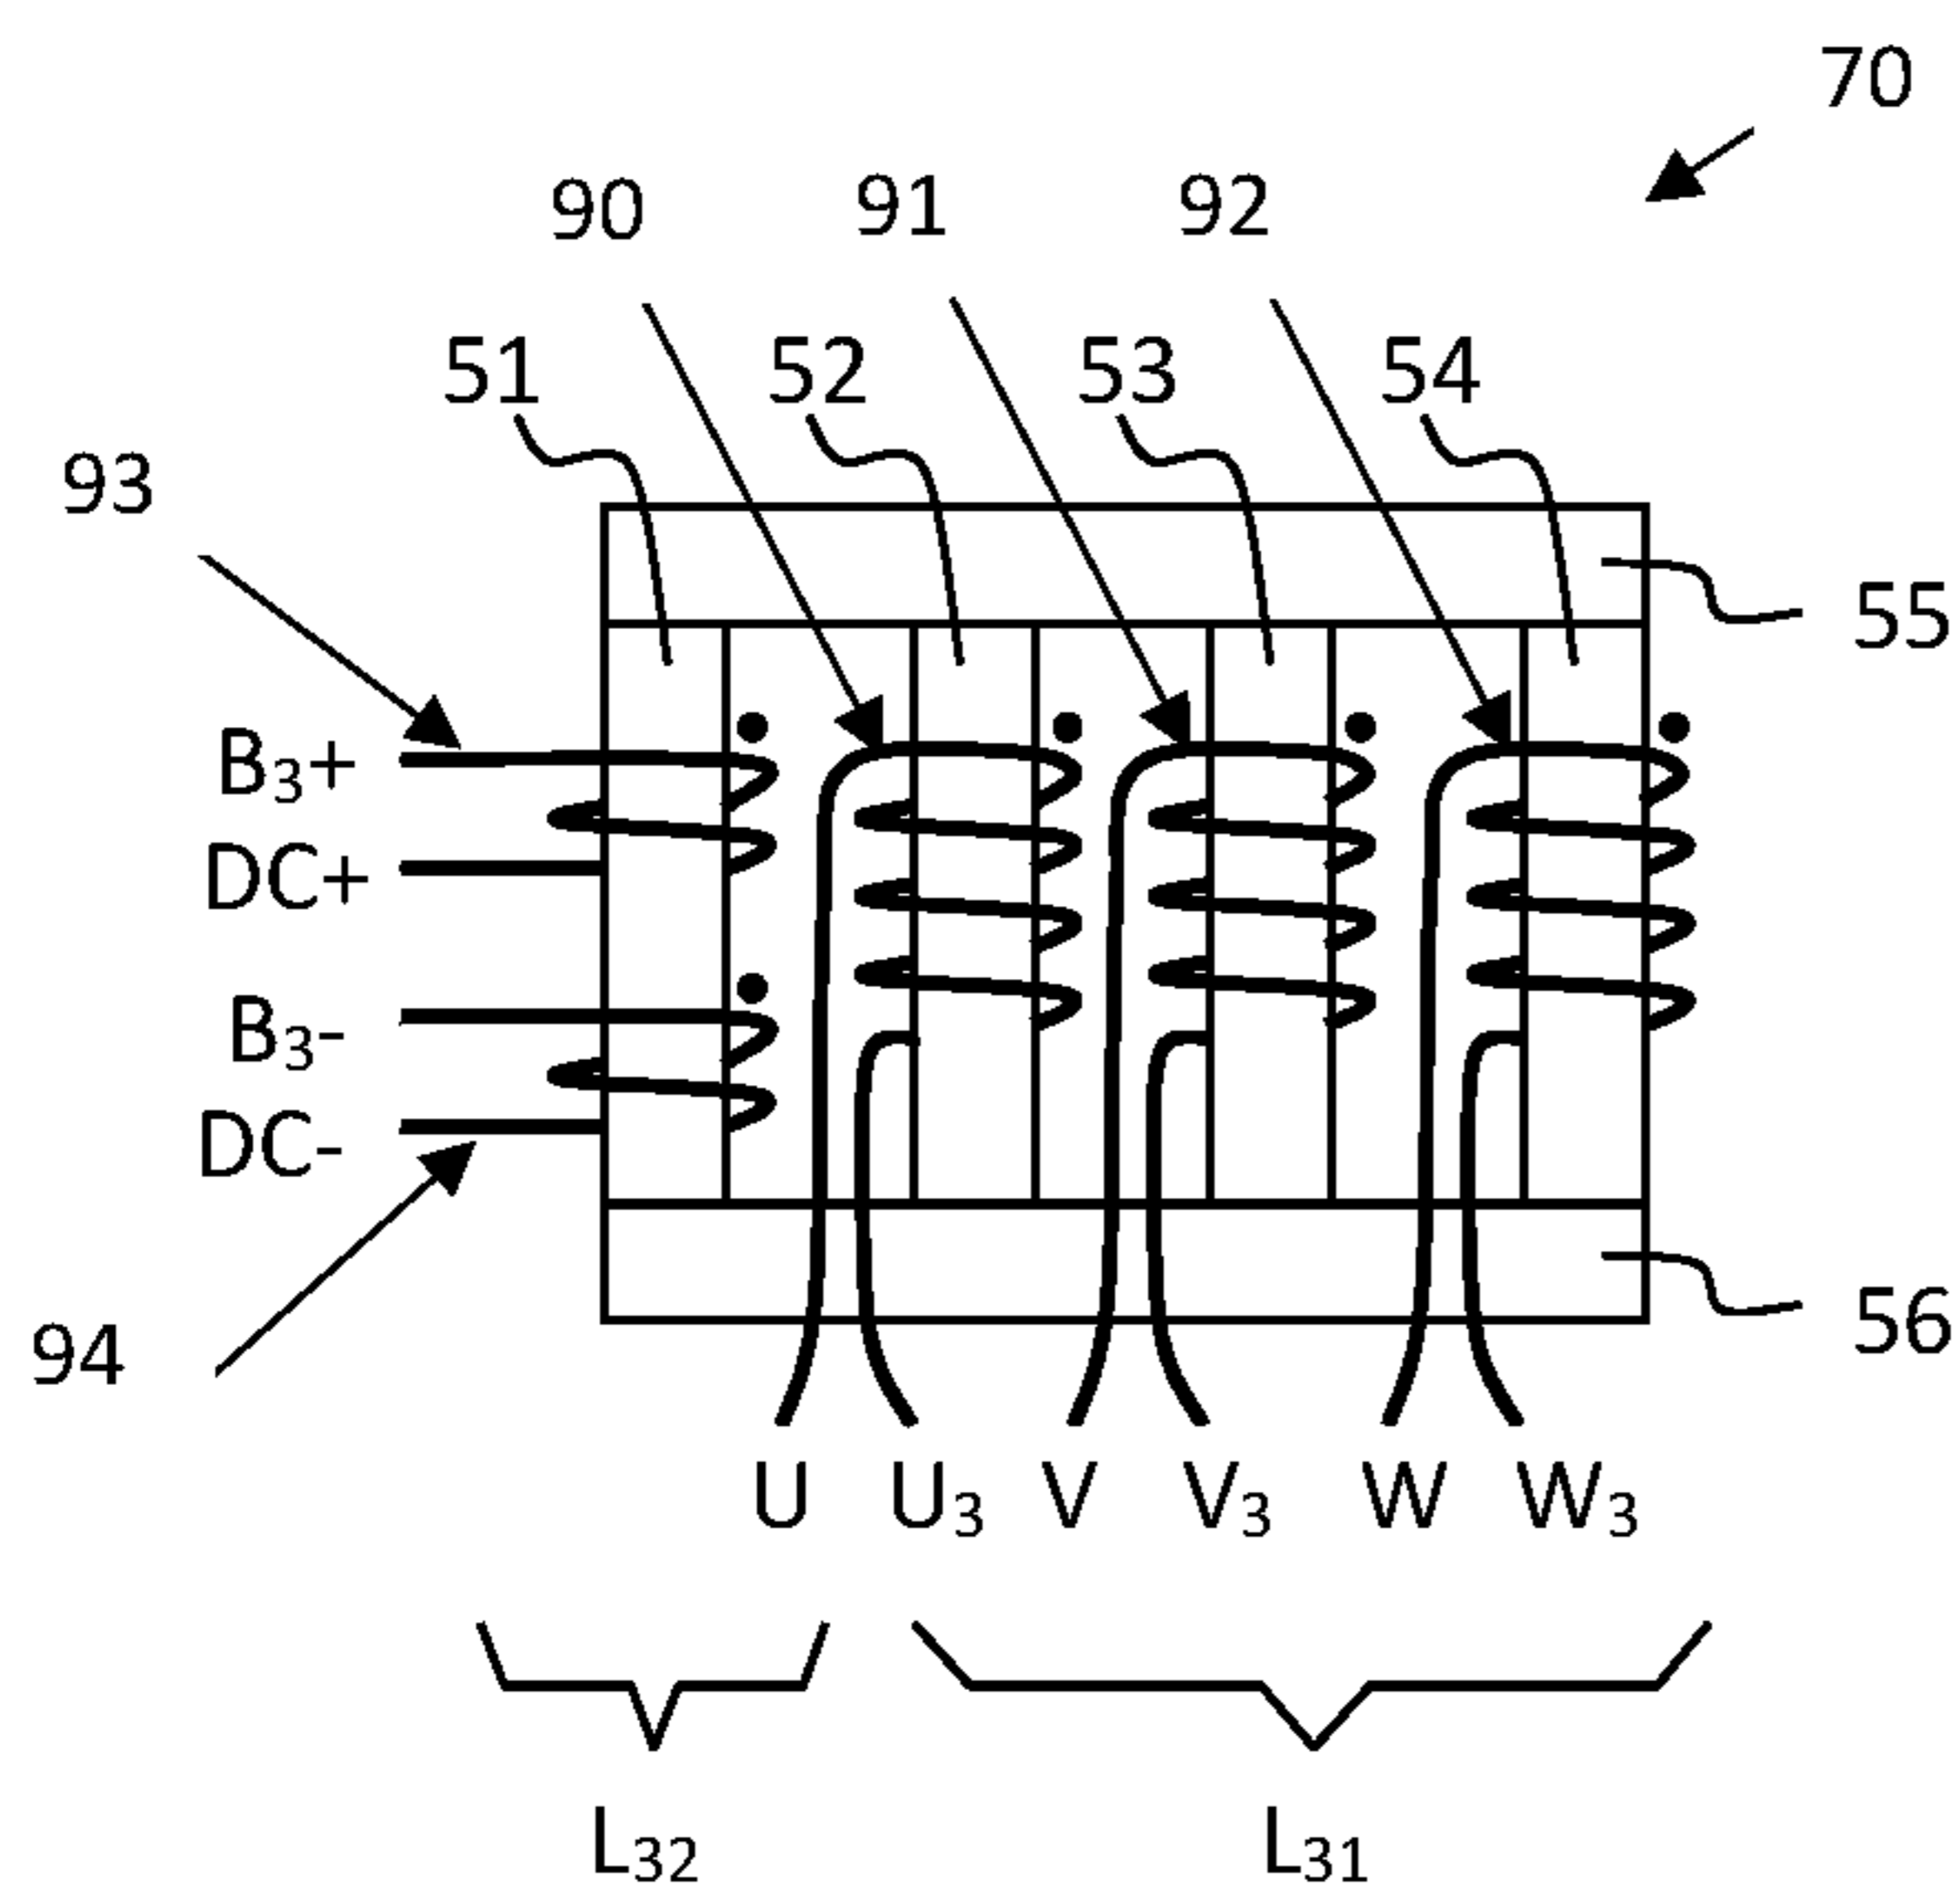 70
90 91 92
51 52 53 54
93
55
B₃+
DC+
B₃-
DC-
94
56
U U₃ V V₃ W W₃
L₃₂ L₃₁